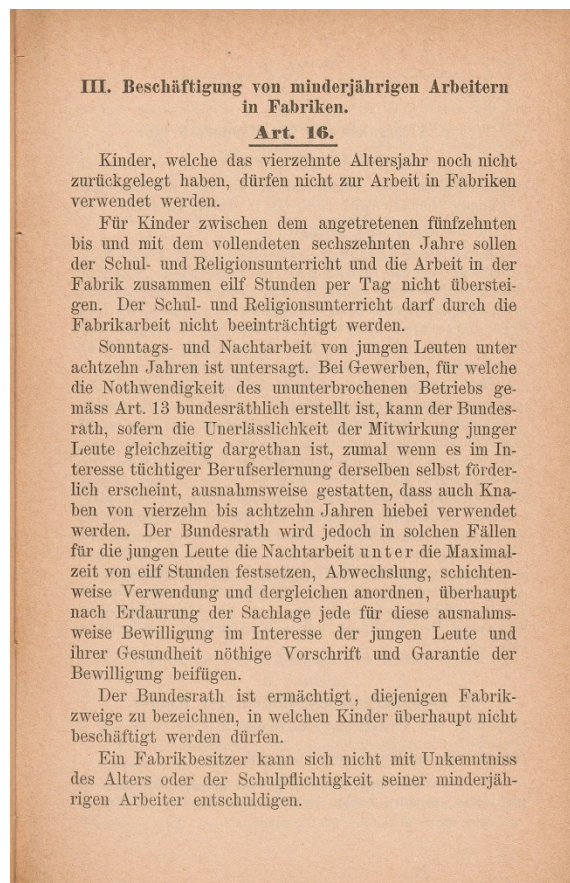 III. Beschäftigung von minderjährigen Arbeitern
in Fabriken.
Art. 16.
Kinder, welche das vierzehnte Altersjahr noch nicht
zurückgelegt haben, dürfen nicht zur Arbeit in Fabriken
verwendet werden.
Für Kinder zwischen dem angetretenen fünfzehnten
bis und mit dem vollendeten sechszehnten Jahre sollen
der Schul- und Religionsunterricht und die Arbeit in der
Fabrik zusammen eilf Stunden per Tag nicht überstei-
gen. Der Schul- und Religionsunterricht darf durch die
Fabrikarbeit nicht beeinträchtigt werden.
Sonntags- und Nachtarbeit von jungen Leuten unter
achtzehn Jahren ist untersagt. Bei Gewerben, für welche
die Nothwendigkeit des ununterbrochenen Betriebs ge-
mäss Art. 13 bundesräthlich erstellt ist, kann der Bundes-
rath, sofern die Unerlässlichkeit der Mitwirkung junger
Leute gleichzeitig dargethan ist, zumal wenn es im In-
teresse tüchtiger Berufserlernung derselben selbst förder-
lich erscheint, ausnahmsweise gestatten, dass auch Kna-
ben von vierzehn bis achtzehn Jahren hiebei verwendet
werden. Der Bundesrath wird jedoch in solchen Fällen
für die jungen Leute die Nachtarbeit unter die Maximal-
zeit von eilf Stunden festsetzen, Abwechslung, schichten-
weise Verwendung und dergleichen anordnen, überhaupt
nach Erdaurung der Sachlage jede für diese ausnahms-
weise Bewilligung im Interesse der jungen Leute und
ihrer Gesundheit nöthige Vorschrift und Garantie der
Bewilligung beifügen.
Der Bundesrath ist ermächtigt, diejenigen Fabrik-
zweige zu bezeichnen, in welchen Kinder überhaupt nicht
beschäftigt werden dürfen.
Ein Fabrikbesitzer kann sich nicht mit Unkenntniss
des Alters oder der Schulpflichtigkeit seiner minderjäh-
rigen Arbeiter entschuldigen.